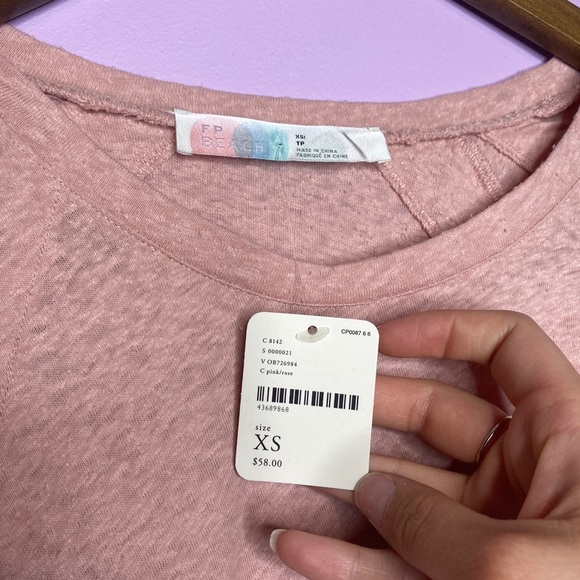 FP
BEACH
XS/
TP
MADE IN CHINA
FABRIQUÉ EN CHINE
CP0087 6 6
C 8142
S 0000021
V OB726984
C pink/rose
43689868
size
XS
$58.00